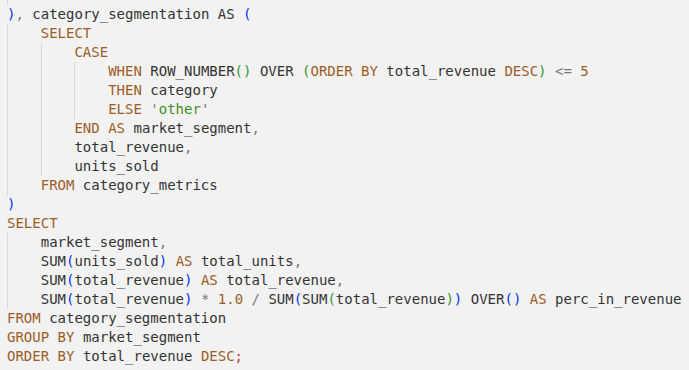 ), category_segmentation AS (
    SELECT
        CASE
            WHEN ROW_NUMBER() OVER (ORDER BY total_revenue DESC) <= 5
            THEN category
            ELSE 'other'
        END AS market_segment,
        total_revenue,
        units_sold
    FROM category_metrics
)
SELECT
    market_segment,
    SUM(units_sold) AS total_units,
    SUM(total_revenue) AS total_revenue,
    SUM(total_revenue) * 1.0 / SUM(SUM(total_revenue)) OVER() AS perc_in_revenue
FROM category_segmentation
GROUP BY market_segment
ORDER BY total_revenue DESC;